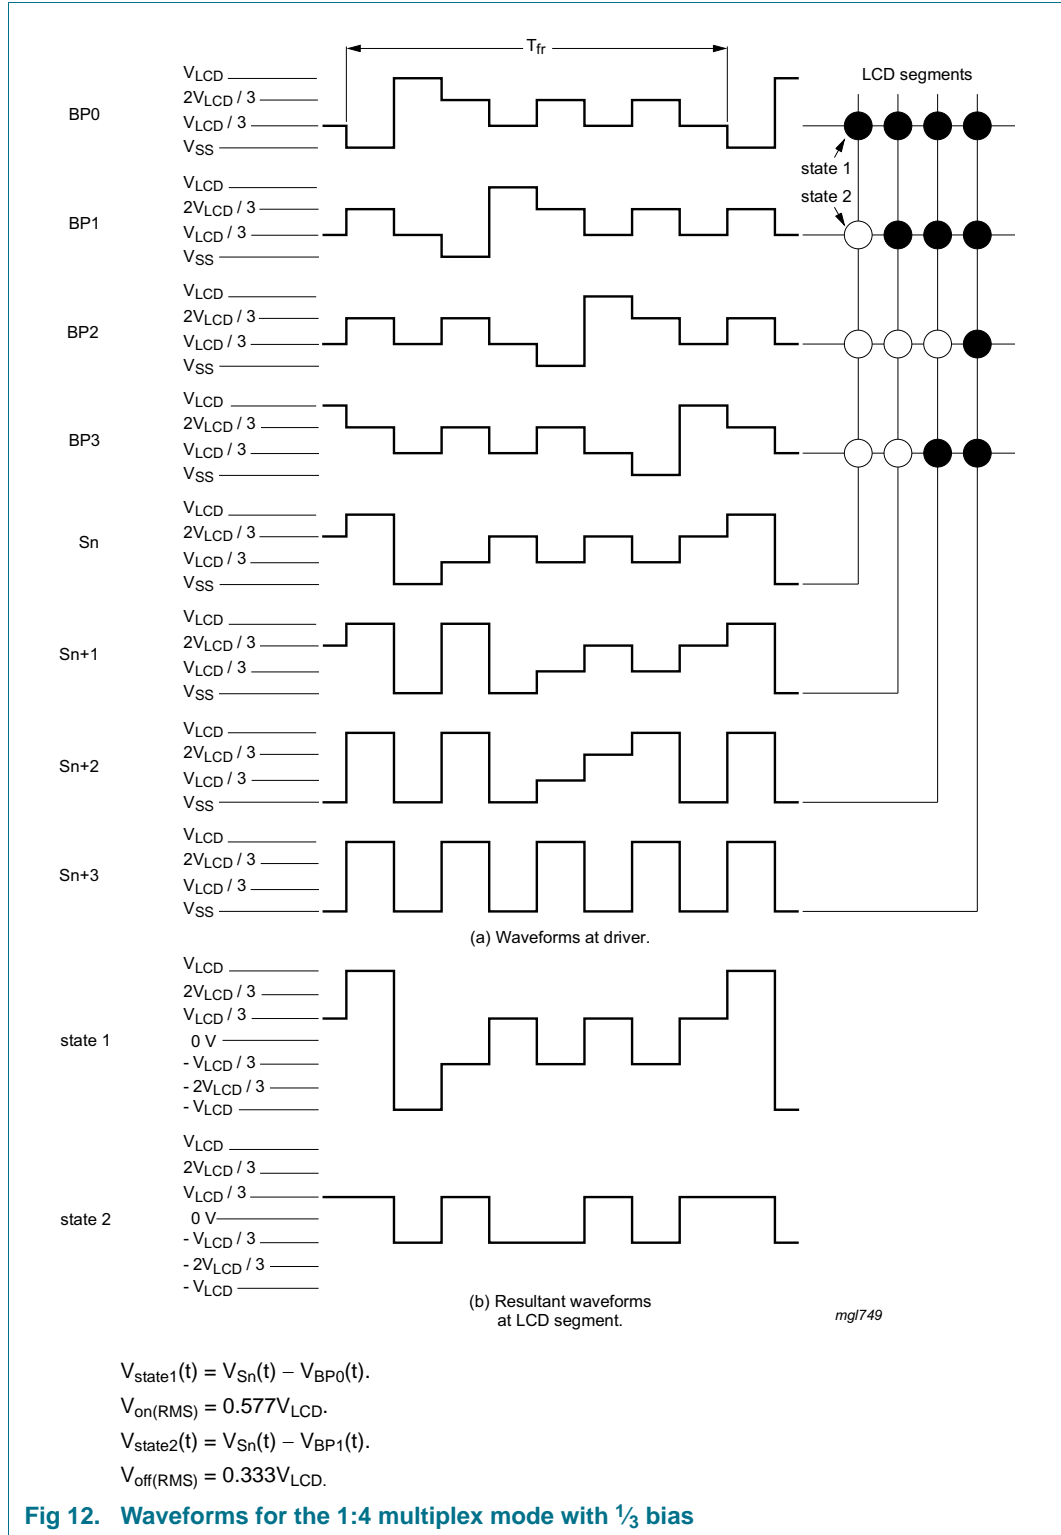 Tfr
VLCD
2VLCD / 3
BP0
VLCD / 3
VSS
LCD segments
state 1
state 2
VLCD
2VLCD / 3
BP1
VLCD / 3
VSS
VLCD
2VLCD / 3
BP2
VLCD / 3
VSS
VLCD
2VLCD / 3
BP3
VLCD / 3
VSS
VLCD
2VLCD / 3
Sn
VLCD / 3
VSS
VLCD
2VLCD / 3
Sn+1
VLCD / 3
VSS
VLCD
2VLCD / 3
Sn+2
VLCD / 3
VSS
VLCD
2VLCD / 3
Sn+3
VLCD / 3
VSS
(a) Waveforms at driver.
VLCD
2VLCD / 3
VLCD / 3
state 1
0 V
- VLCD / 3
- 2VLCD / 3
- VLCD
VLCD
2VLCD / 3
VLCD / 3
state 2
0 V
- VLCD / 3
- 2VLCD / 3
- VLCD
(b) Resultant waveforms
at LCD segment.
mgl749
Vstate1(t) = VSn(t) − VBP0(t).
Von(RMS) = 0.577VLCD.
Vstate2(t) = VSn(t) − VBP1(t).
Voff(RMS) = 0.333VLCD.
Fig 12. Waveforms for the 1:4 multiplex mode with 1⁄3 bias